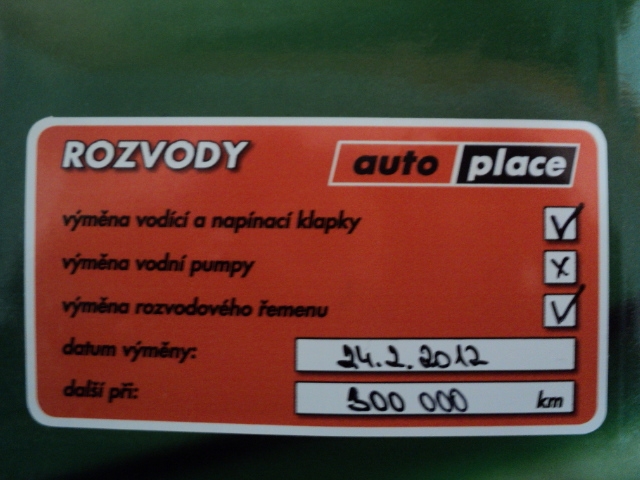 ROZVODY
auto place
výměna vodící a napínací klapky ✓
výměna vodní pumpy x
výměna rozvodového řemenu ✓
datum výměny: 24.2.2012
další při: 300 000 km